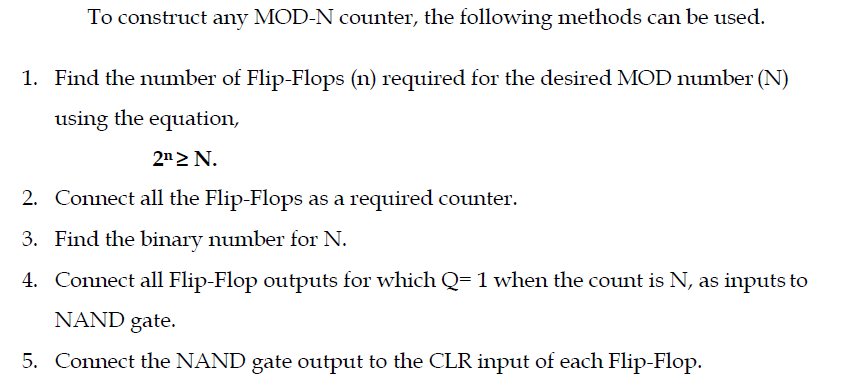 To construct any MOD-N counter, the following methods can be used.
1. Find the number of Flip-Flops (n) required for the desired MOD number (N)
using the equation,
2ⁿ ≥ N.
2. Connect all the Flip-Flops as a required counter.
3. Find the binary number for N.
4. Connect all Flip-Flop outputs for which Q= 1 when the count is N, as inputs to
NAND gate.
5. Connect the NAND gate output to the CLR input of each Flip-Flop.